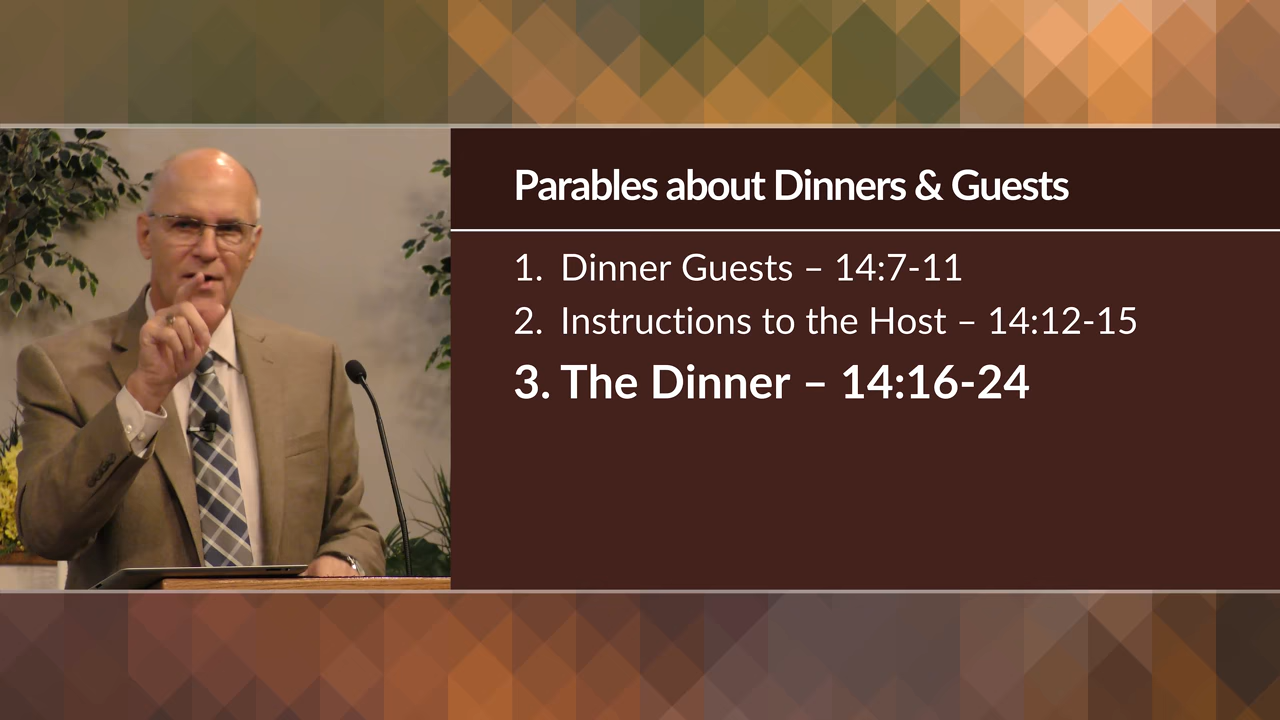 Parables about Dinners & Guests
1. Dinner Guests – 14:7-11
2. Instructions to the Host – 14:12-15
3. The Dinner – 14:16-24